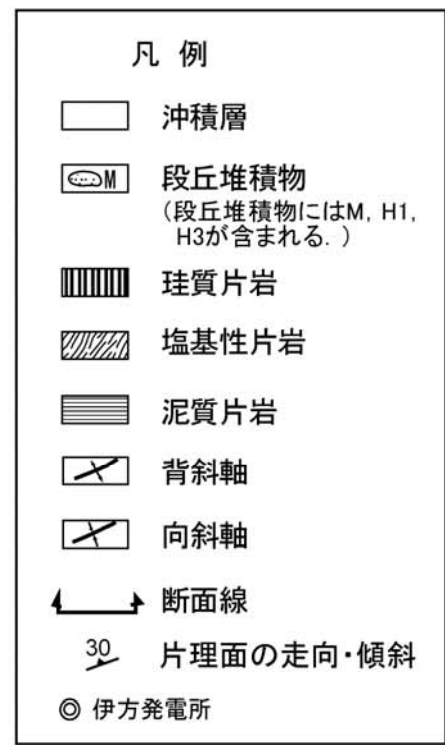 凡 例
沖積層
M 段丘堆積物
(段丘堆積物にはM, H1,
H3が含まれる. )
珪質片岩
塩基性片岩
泥質片岩
背斜軸
向斜軸
断面線
30 片理面の走向・傾斜
◎ 伊方発電所